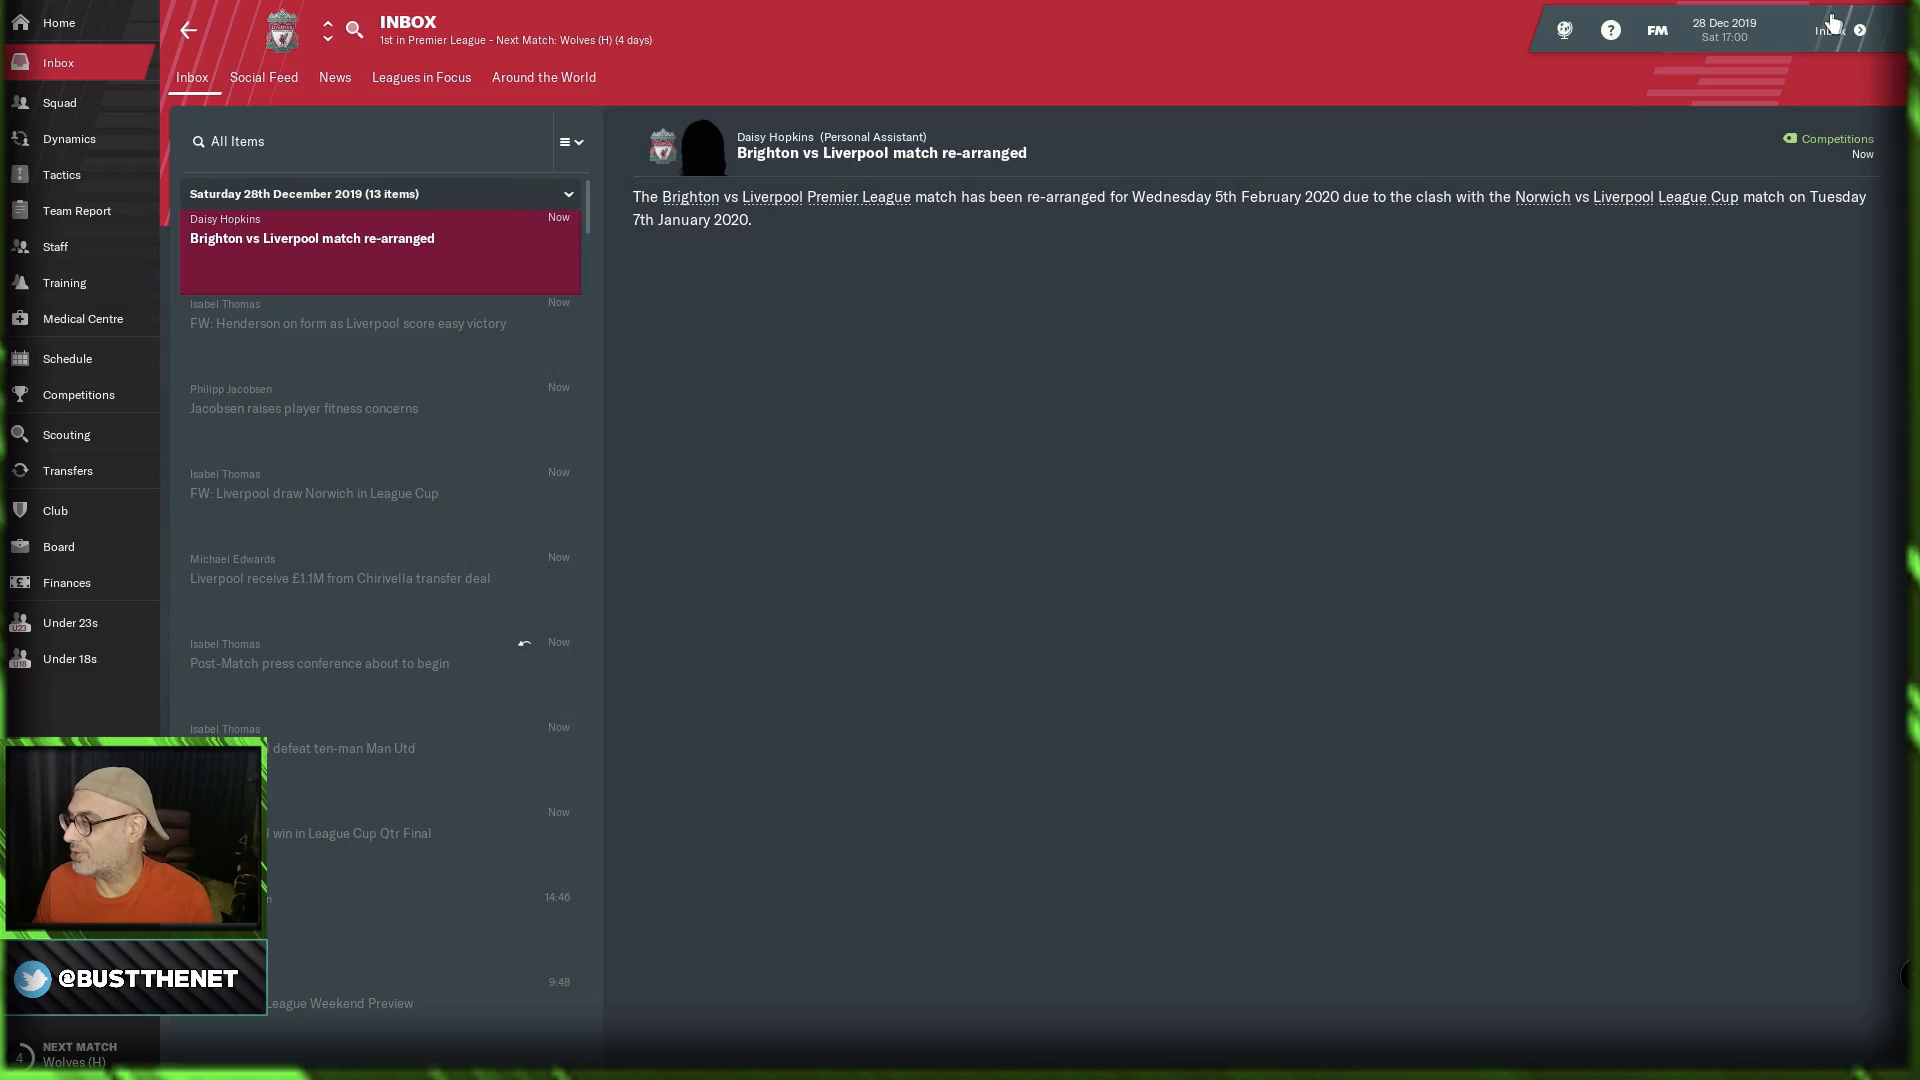 Home
Inbox
Squad
Dynamics
Tactics
Team Report
Staff
Training
Medical Centre
Schedule
Competitions
Scouting
Transfers
Club
Board
Finances
Under 23s
Under 18s
INBOX
1st in Premier League - Next Match: Wolves (H) (4 days)
FM
28 Dec 2019
Sat 17:00
Inbox Social Feed News Leagues in Focus Around the World
All Items
Saturday 28th December 2019 (13 items)
Daisy Hopkins Now
Brighton vs Liverpool match re-arranged
Isabel Thomas Now
FW: Henderson on form as Liverpool score easy victory
Philipp Jacobsen Now
Jacobsen raises player fitness concerns
Isabel Thomas Now
FW: Liverpool draw Norwich in League Cup
Michael Edwards Now
Liverpool receive £1.1M from Chirivella transfer deal
Isabel Thomas Now
Post-Match press conference about to begin
Isabel Thomas Now
defeat ten-man Man Utd
Now
win in League Cup Qtr Final
14:46
9:48
League Weekend Preview
Daisy Hopkins (Personal Assistant)
Brighton vs Liverpool match re-arranged
Competitions
Now
The Brighton vs Liverpool Premier League match has been re-arranged for Wednesday 5th February 2020 due to the clash with the Norwich vs Liverpool League Cup match on Tuesday
7th January 2020.
@BUSTTHENET
4
NEXT MATCH
Wolves (H)